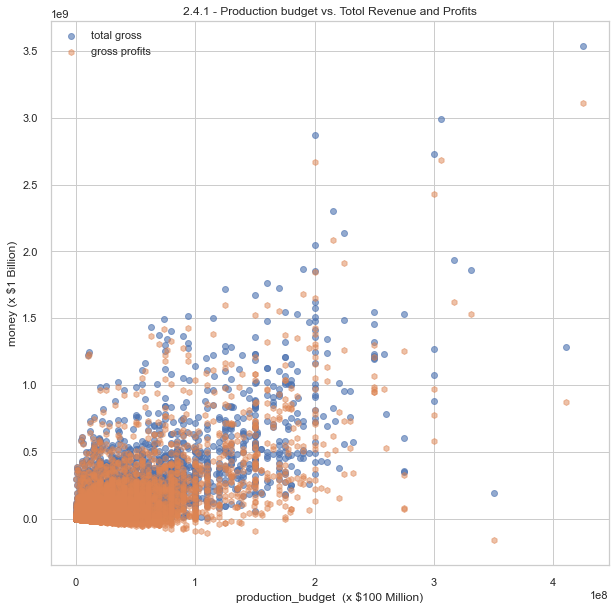 2.4.1 - Production budget vs. Totol Revenue and Profits
1e9
total gross
gross profits
3.5
3.0
2.5
2.0
1.5
1.0
0.5
0.0
money (x $1 Billion)
0
1
2
3
4
1e8
production_budget (x $100 Million)